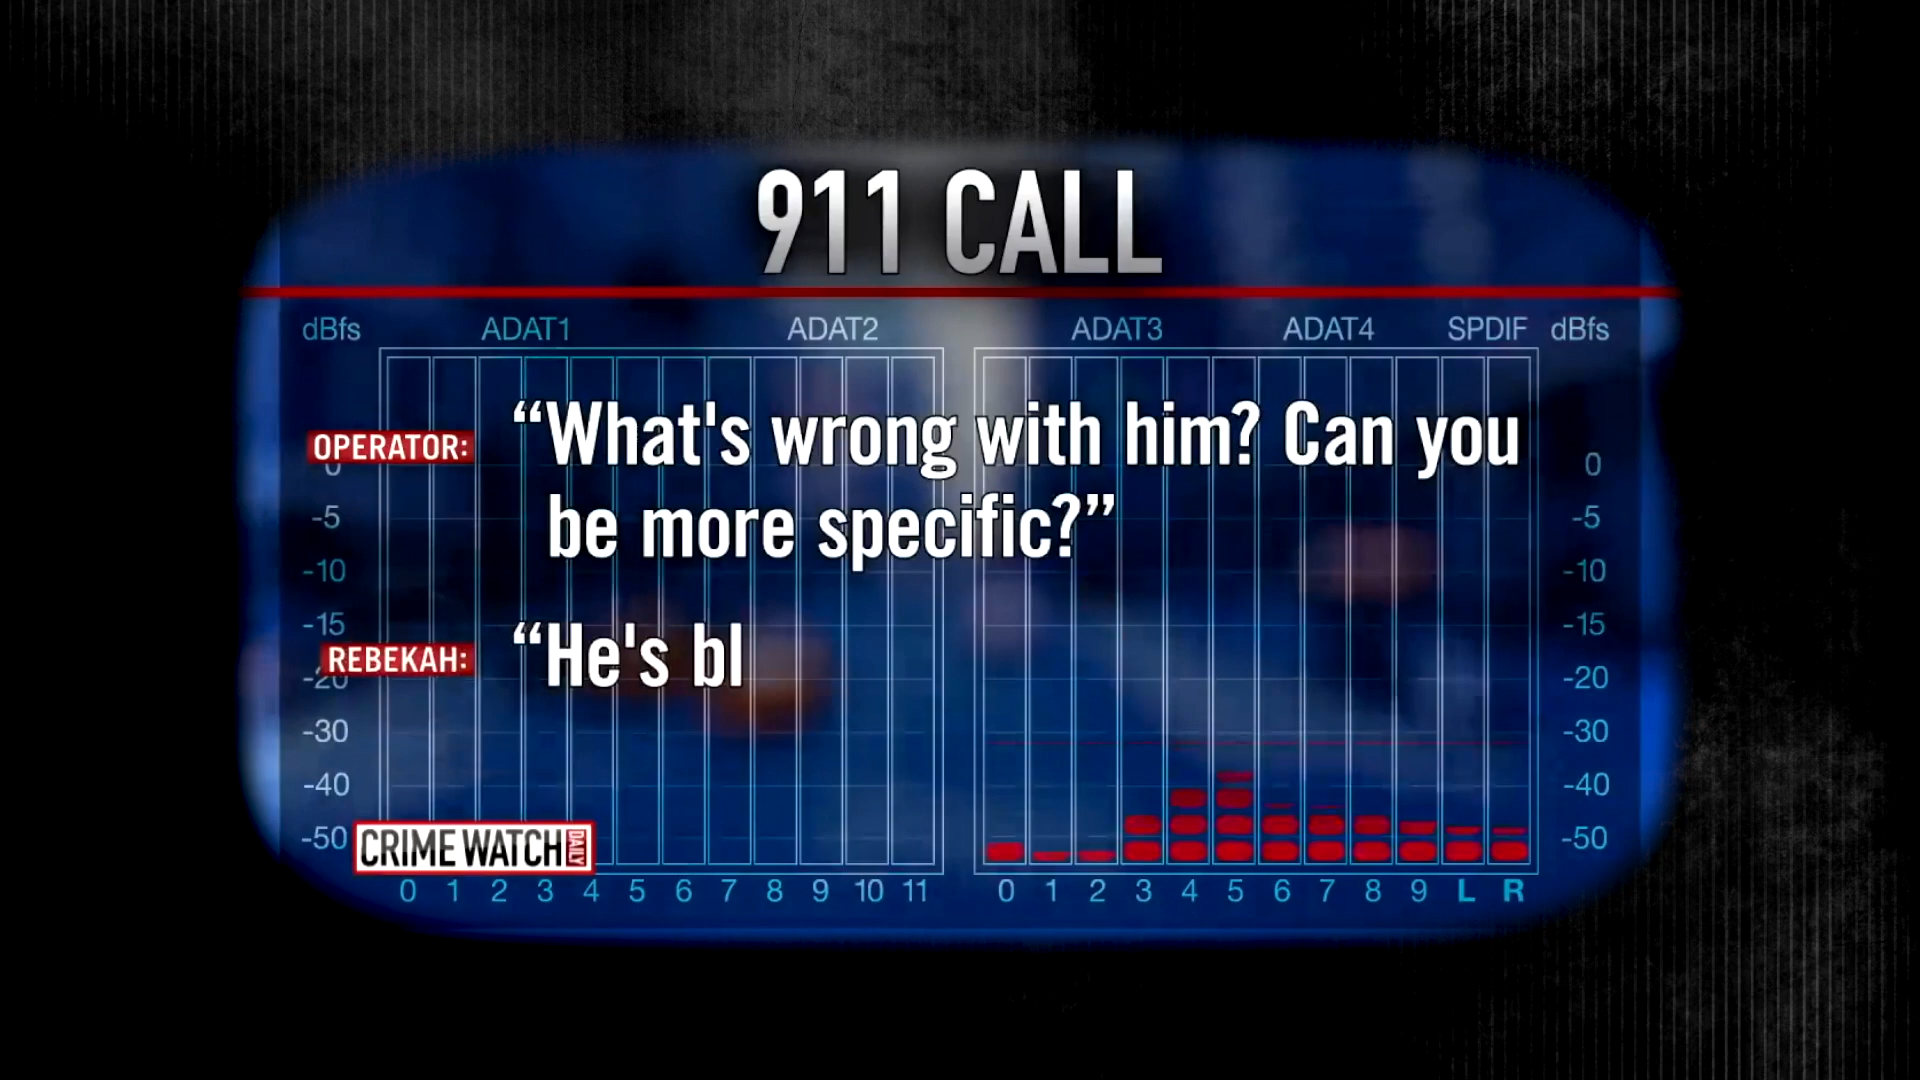 911 CALL
dBfs ADAT1 ADAT2 ADAT3 ADAT4 SPDIF dBfs
OPERATOR: “What's wrong with him? Can you
be more specific?”
REBEKAH: “He's bl
0 0
-5 -5
-10 -10
-15 -15
-20 -20
-30 -30
-40 -40
-50 -50
CRIME WATCH DAILY
0 1 2 3 4 5 6 7 8 9 10 11 0 1 2 3 4 5 6 7 8 9 L R